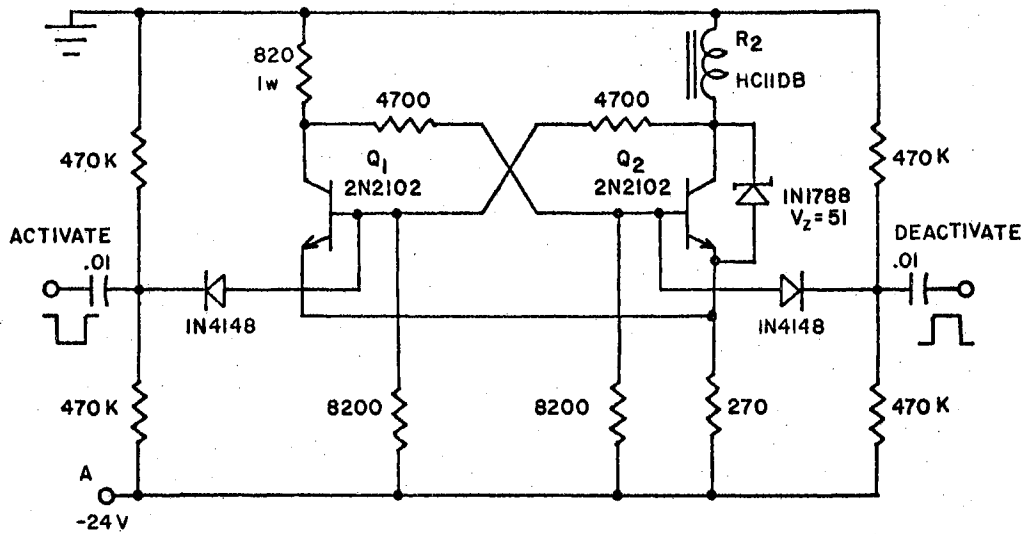 820
1w
4700
4700
R2
HC11DB
470K
Q1
2N2102
Q2
2N2102
470K
1N1788
Vz=51
ACTIVATE
.01
DEACTIVATE
.01
1N4148
1N4148
470K
8200
8200
270
470K
A
-24V